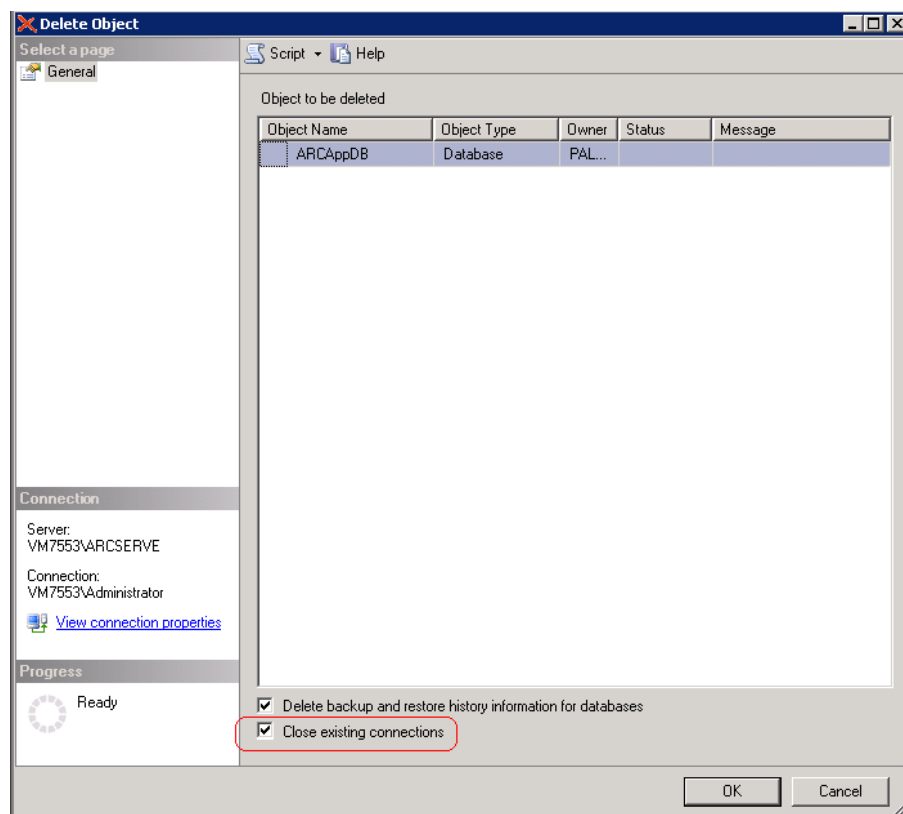 Delete Object
Select a page
General
Script Help
Object to be deleted
Object Name Object Type Owner Status Message
ARCAppDB Database PAL...
Connection
Server:
VM7553\ARCSERVE
Connection:
VM7553\Administrator
View connection properties
Progress
Ready
Delete backup and restore history information for databases
Close existing connections
OK Cancel